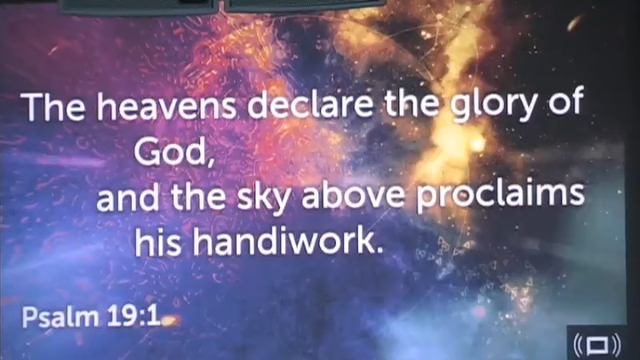 The heavens declare the glory of
God,
and the sky above proclaims
his handiwork.
Psalm 19:1